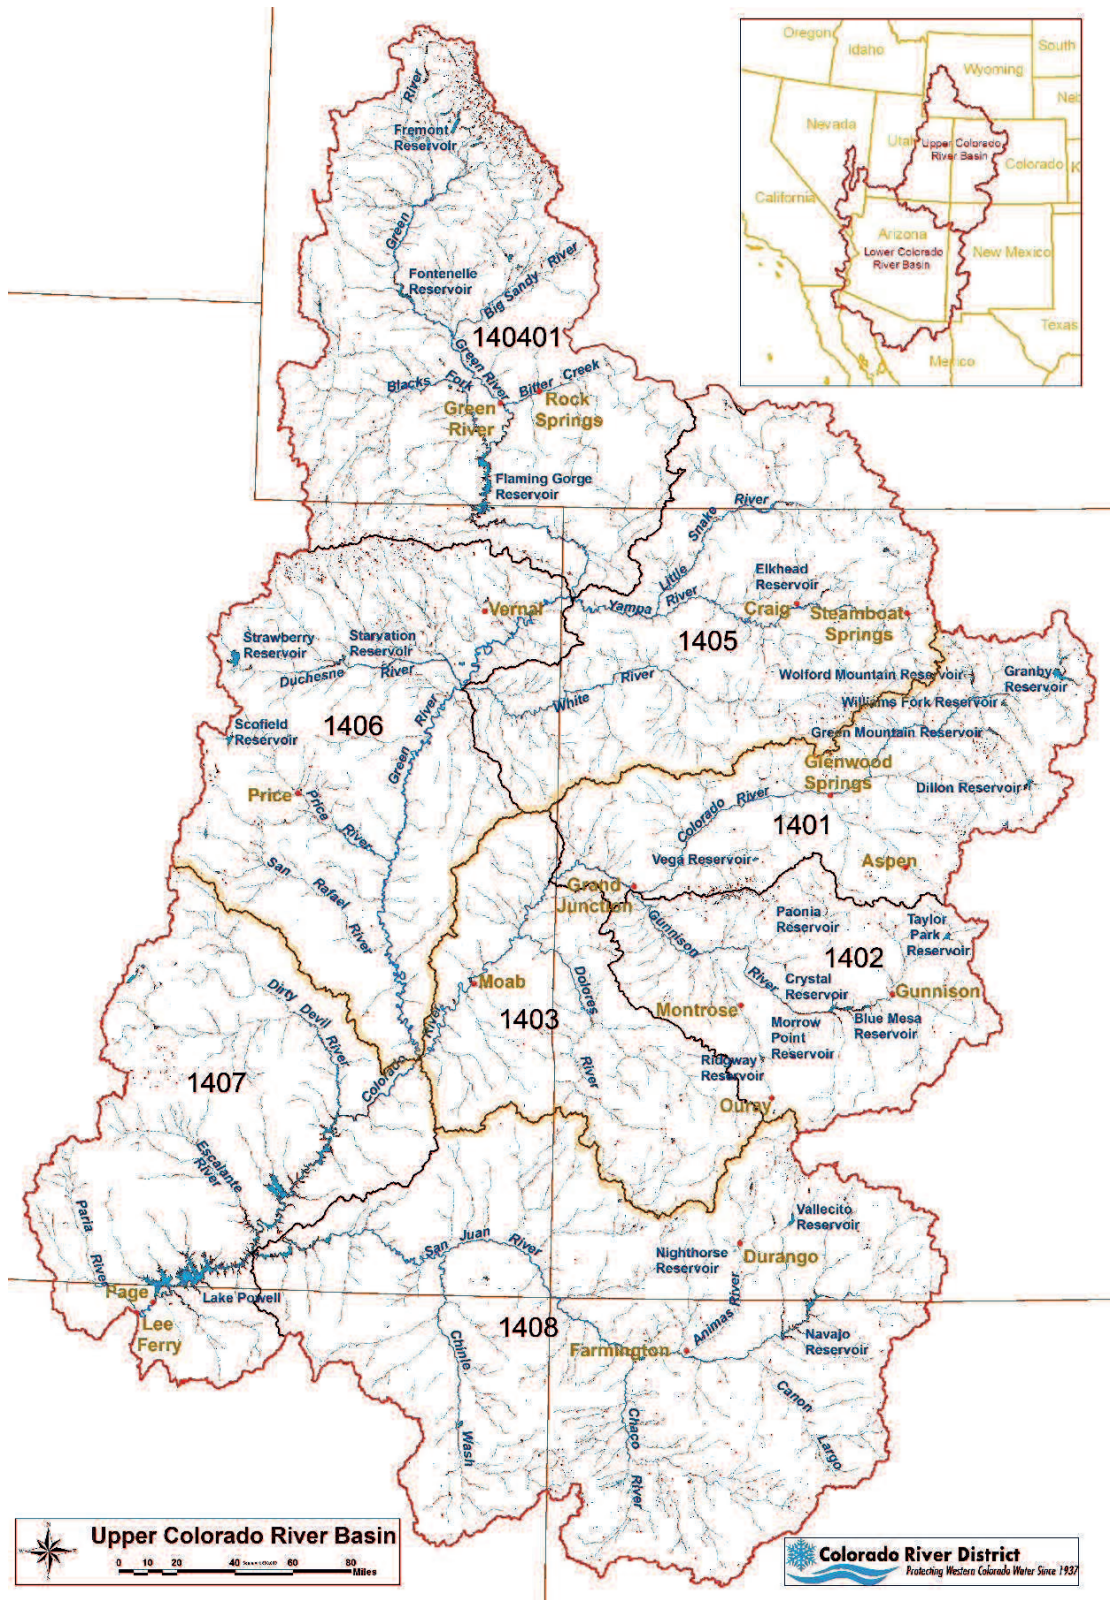 Oregon
Idaho
South
Wyoming
Neb
Nevada
Utah
Upper Colorado
River Basin
Colorado
K
California
Arizona
Lower Colorado
River Basin
New Mexico
Texas
Mexico
River
Fremont
Reservoir
Green
Fontenelle
Reservoir
Big Sandy River
140401
Green River
Blacks Fork
Bitter Creek
Green
River
Rock
Springs
Flaming Gorge
Reservoir
Little Snake River
Elkhead
Reservoir
Vernal
Yampa River
Craig
Steamboat
Springs
Strawberry
Reservoir
Starvation
Reservoir
1405
Duchesne River
White River
Wolford Mountain Reservoir
Granby
Reservoir
Williams Fork Reservoir
Scofield
Reservoir
1406
Green River
Green Mountain Reservoir
Glenwood
Springs
Price
Price River
Dillon Reservoir
Colorado River
1401
San Rafael River
Vega Reservoir
Aspen
Grand
Junction
Gunnison River
Paonia
Reservoir
Taylor
Park
Reservoir
1402
Dirty Devil River
Moab
Dolores River
Crystal
Reservoir
Gunnison
1403
Montrose
Morrow
Point
Reservoir
Blue Mesa
Reservoir
Colorado River
1407
Ridgway
Reservoir
Ouray
Escalante
River
Paria River
Vallecito
Reservoir
San Juan River
Nighthorse
Reservoir
Durango
Page
Lake Powell
Lee
Ferry
1408
Animas River
Farmington
Navajo
Reservoir
Chinle Wash
Chaco River
Canon Largo
Upper Colorado River Basin
0 10 20 40 60 80
Miles
Colorado River District
Protecting Western Colorado Water Since 1937